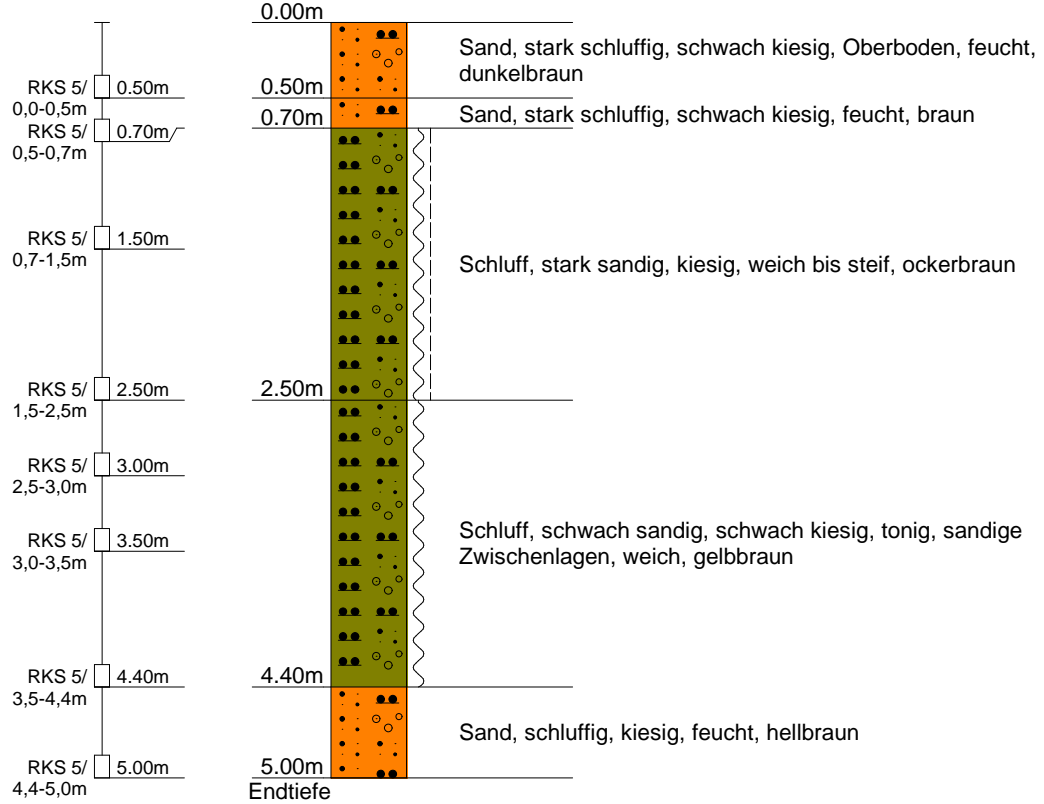 0.00m
Sand, stark schluffig, schwach kiesig, Oberboden, feucht,
dunkelbraun
RKS 5/
0,0-0,5m
0.50m
0.50m
Sand, stark schluffig, schwach kiesig, feucht, braun
RKS 5/
0,5-0,7m
0.70m
0.70m
RKS 5/
0,7-1,5m
1.50m
Schluff, stark sandig, kiesig, weich bis steif, ockerbraun
RKS 5/
1,5-2,5m
2.50m
2.50m
RKS 5/
2,5-3,0m
3.00m
RKS 5/
3,0-3,5m
3.50m
Schluff, schwach sandig, schwach kiesig, tonig, sandige
Zwischenlagen, weich, gelbbraun
RKS 5/
3,5-4,4m
4.40m
4.40m
Sand, schluffig, kiesig, feucht, hellbraun
RKS 5/
4,4-5,0m
5.00m
5.00m
Endtiefe